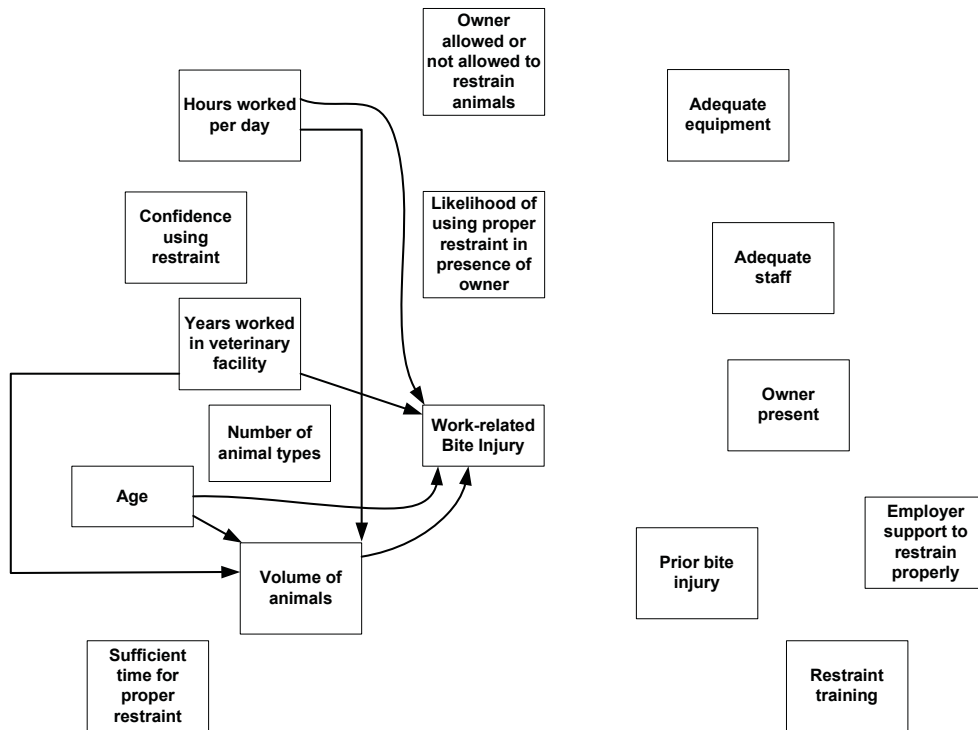 Owner
allowed or
not allowed to
restrain
animals
Hours worked
per day
Adequate
equipment
Confidence
using
restraint
Likelihood of
using proper
restraint in
presence of
owner
Adequate
staff
Years worked
in veterinary
facility
Owner
present
Number of
animal types
Work-related
Bite Injury
Age
Employer
support to
restrain
properly
Prior bite
injury
Volume of
animals
Sufficient
time for
proper
restraint
Restraint
training